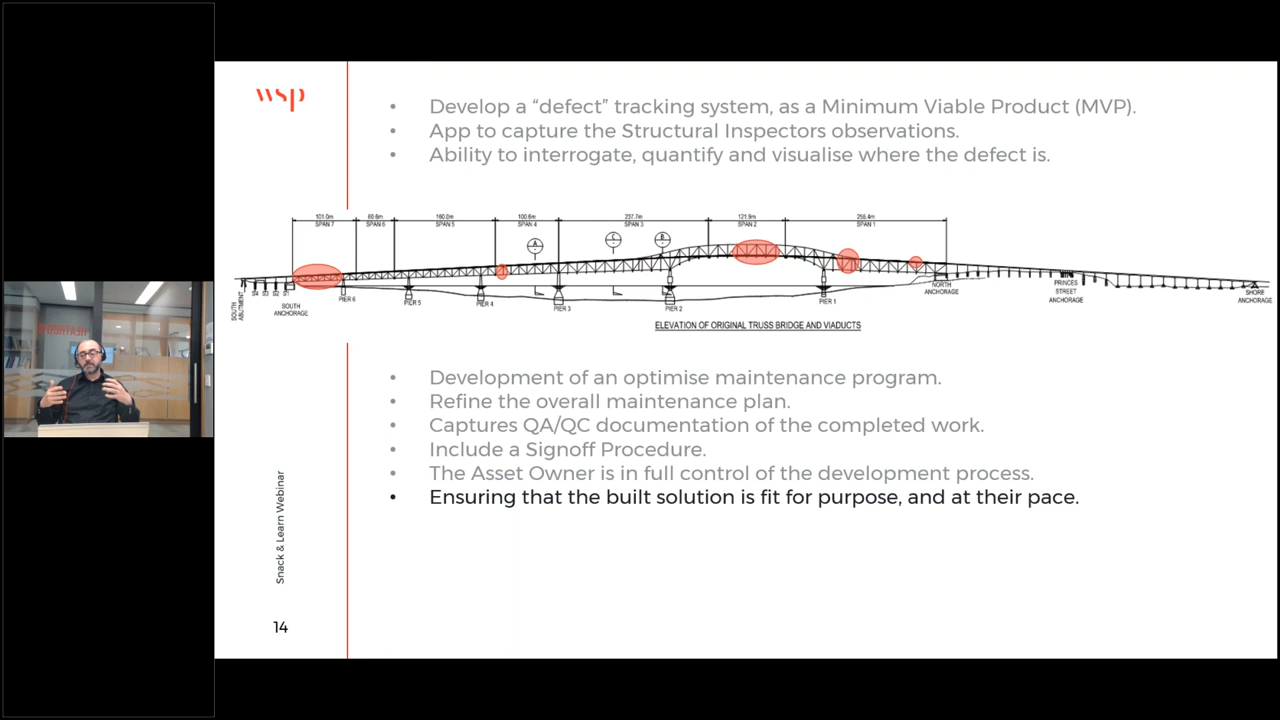 wsp
• Develop a “defect” tracking system, as a Minimum Viable Product (MVP).
• App to capture the Structural Inspectors observations.
• Ability to interrogate, quantify and visualise where the defect is.
101.0m
SPAN 7
60.6m
SPAN 6
160.0m
SPAN 5
100.6m
SPAN 4
237.7m
SPAN 3
121.9m
SPAN 2
SPAN 1
A
C
B
SOUTH ABUTMENT
SOUTH ANCHORAGE
PIER 6
PIER 5
PIER 4
PIER 3
PIER 2
PIER 1
NORTH ANCHORAGE
PRINCES STREET ANCHORAGE
SHORE ANCHORAGE
ELEVATION OF ORIGINAL TRUSS BRIDGE AND VIADUCTS
• Development of an optimise maintenance program.
• Refine the overall maintenance plan.
• Captures QA/QC documentation of the completed work.
• Include a Signoff Procedure.
• The Asset Owner is in full control of the development process.
• Ensuring that the built solution is fit for purpose, and at their pace.
Snack & Learn Webinar
14